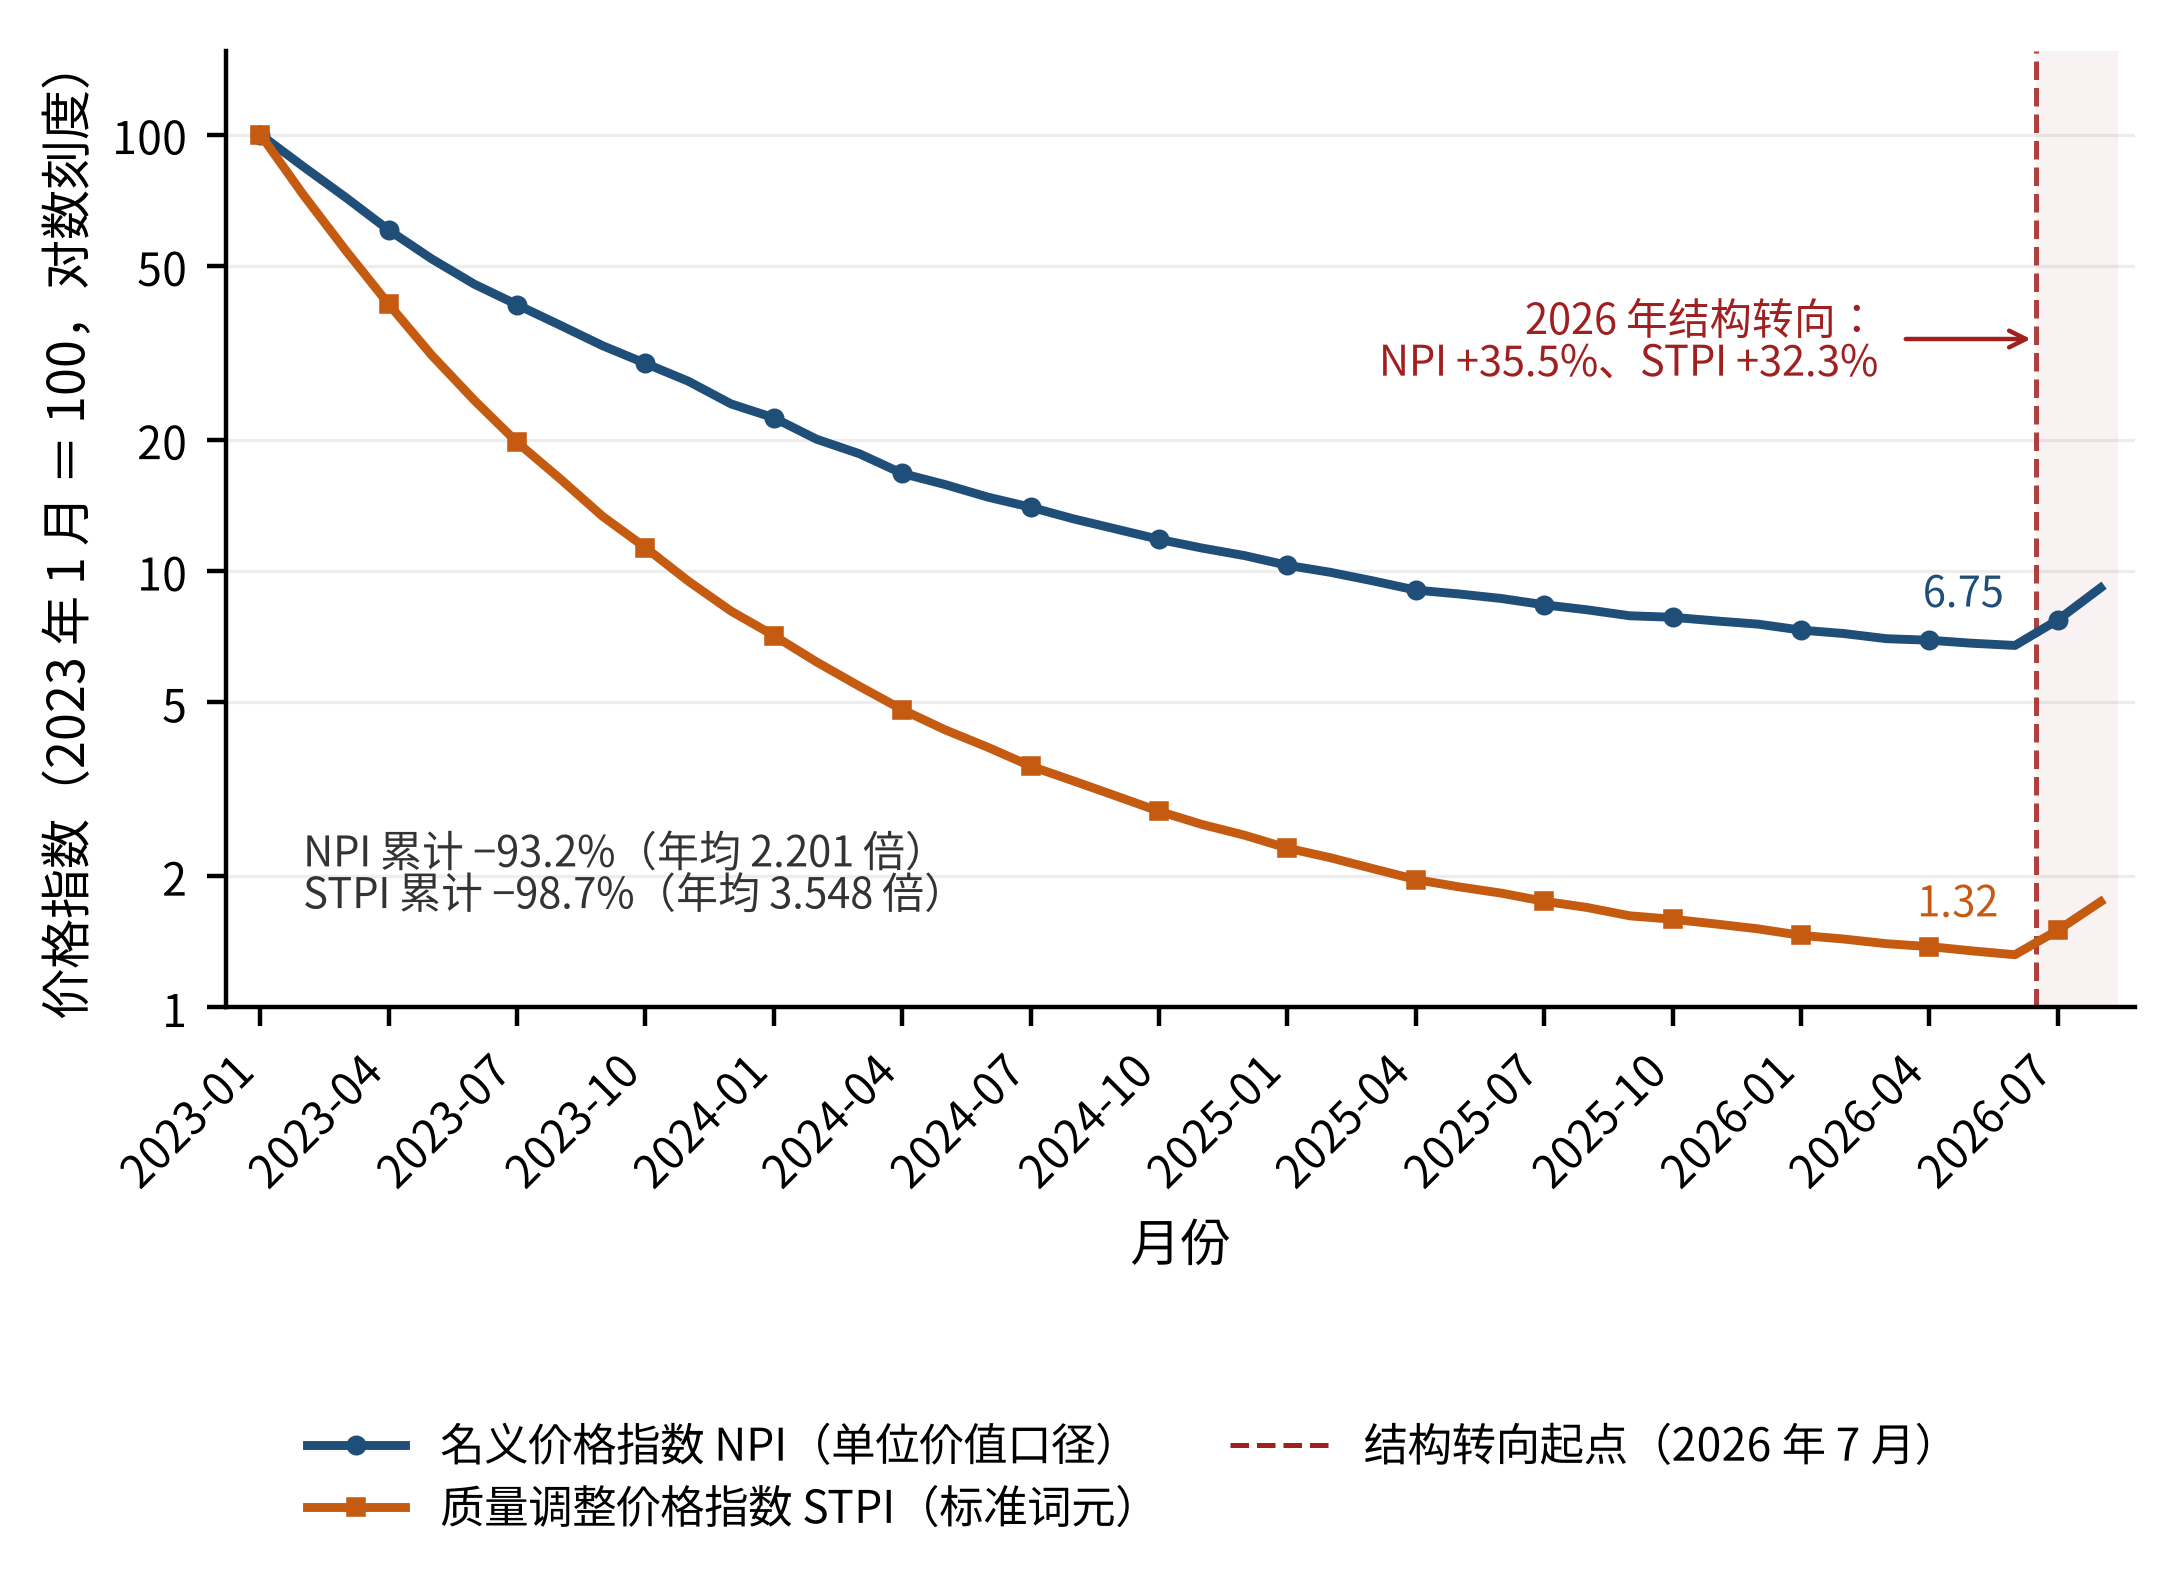 价格指数（2023 年 1 月 = 100，对数刻度）
100
50
20
10
5
2
1
2026 年结构转向：
NPI +35.5%、STPI +32.3%
6.75
1.32
NPI 累计 −93.2%（年均 2.201 倍）
STPI 累计 −98.7%（年均 3.548 倍）
2023-01
2023-04
2023-07
2023-10
2024-01
2024-04
2024-07
2024-10
2025-01
2025-04
2025-07
2025-10
2026-01
2026-04
2026-07
月份
名义价格指数 NPI（单位价值口径）
质量调整价格指数 STPI（标准词元）
结构转向起点（2026 年 7 月）